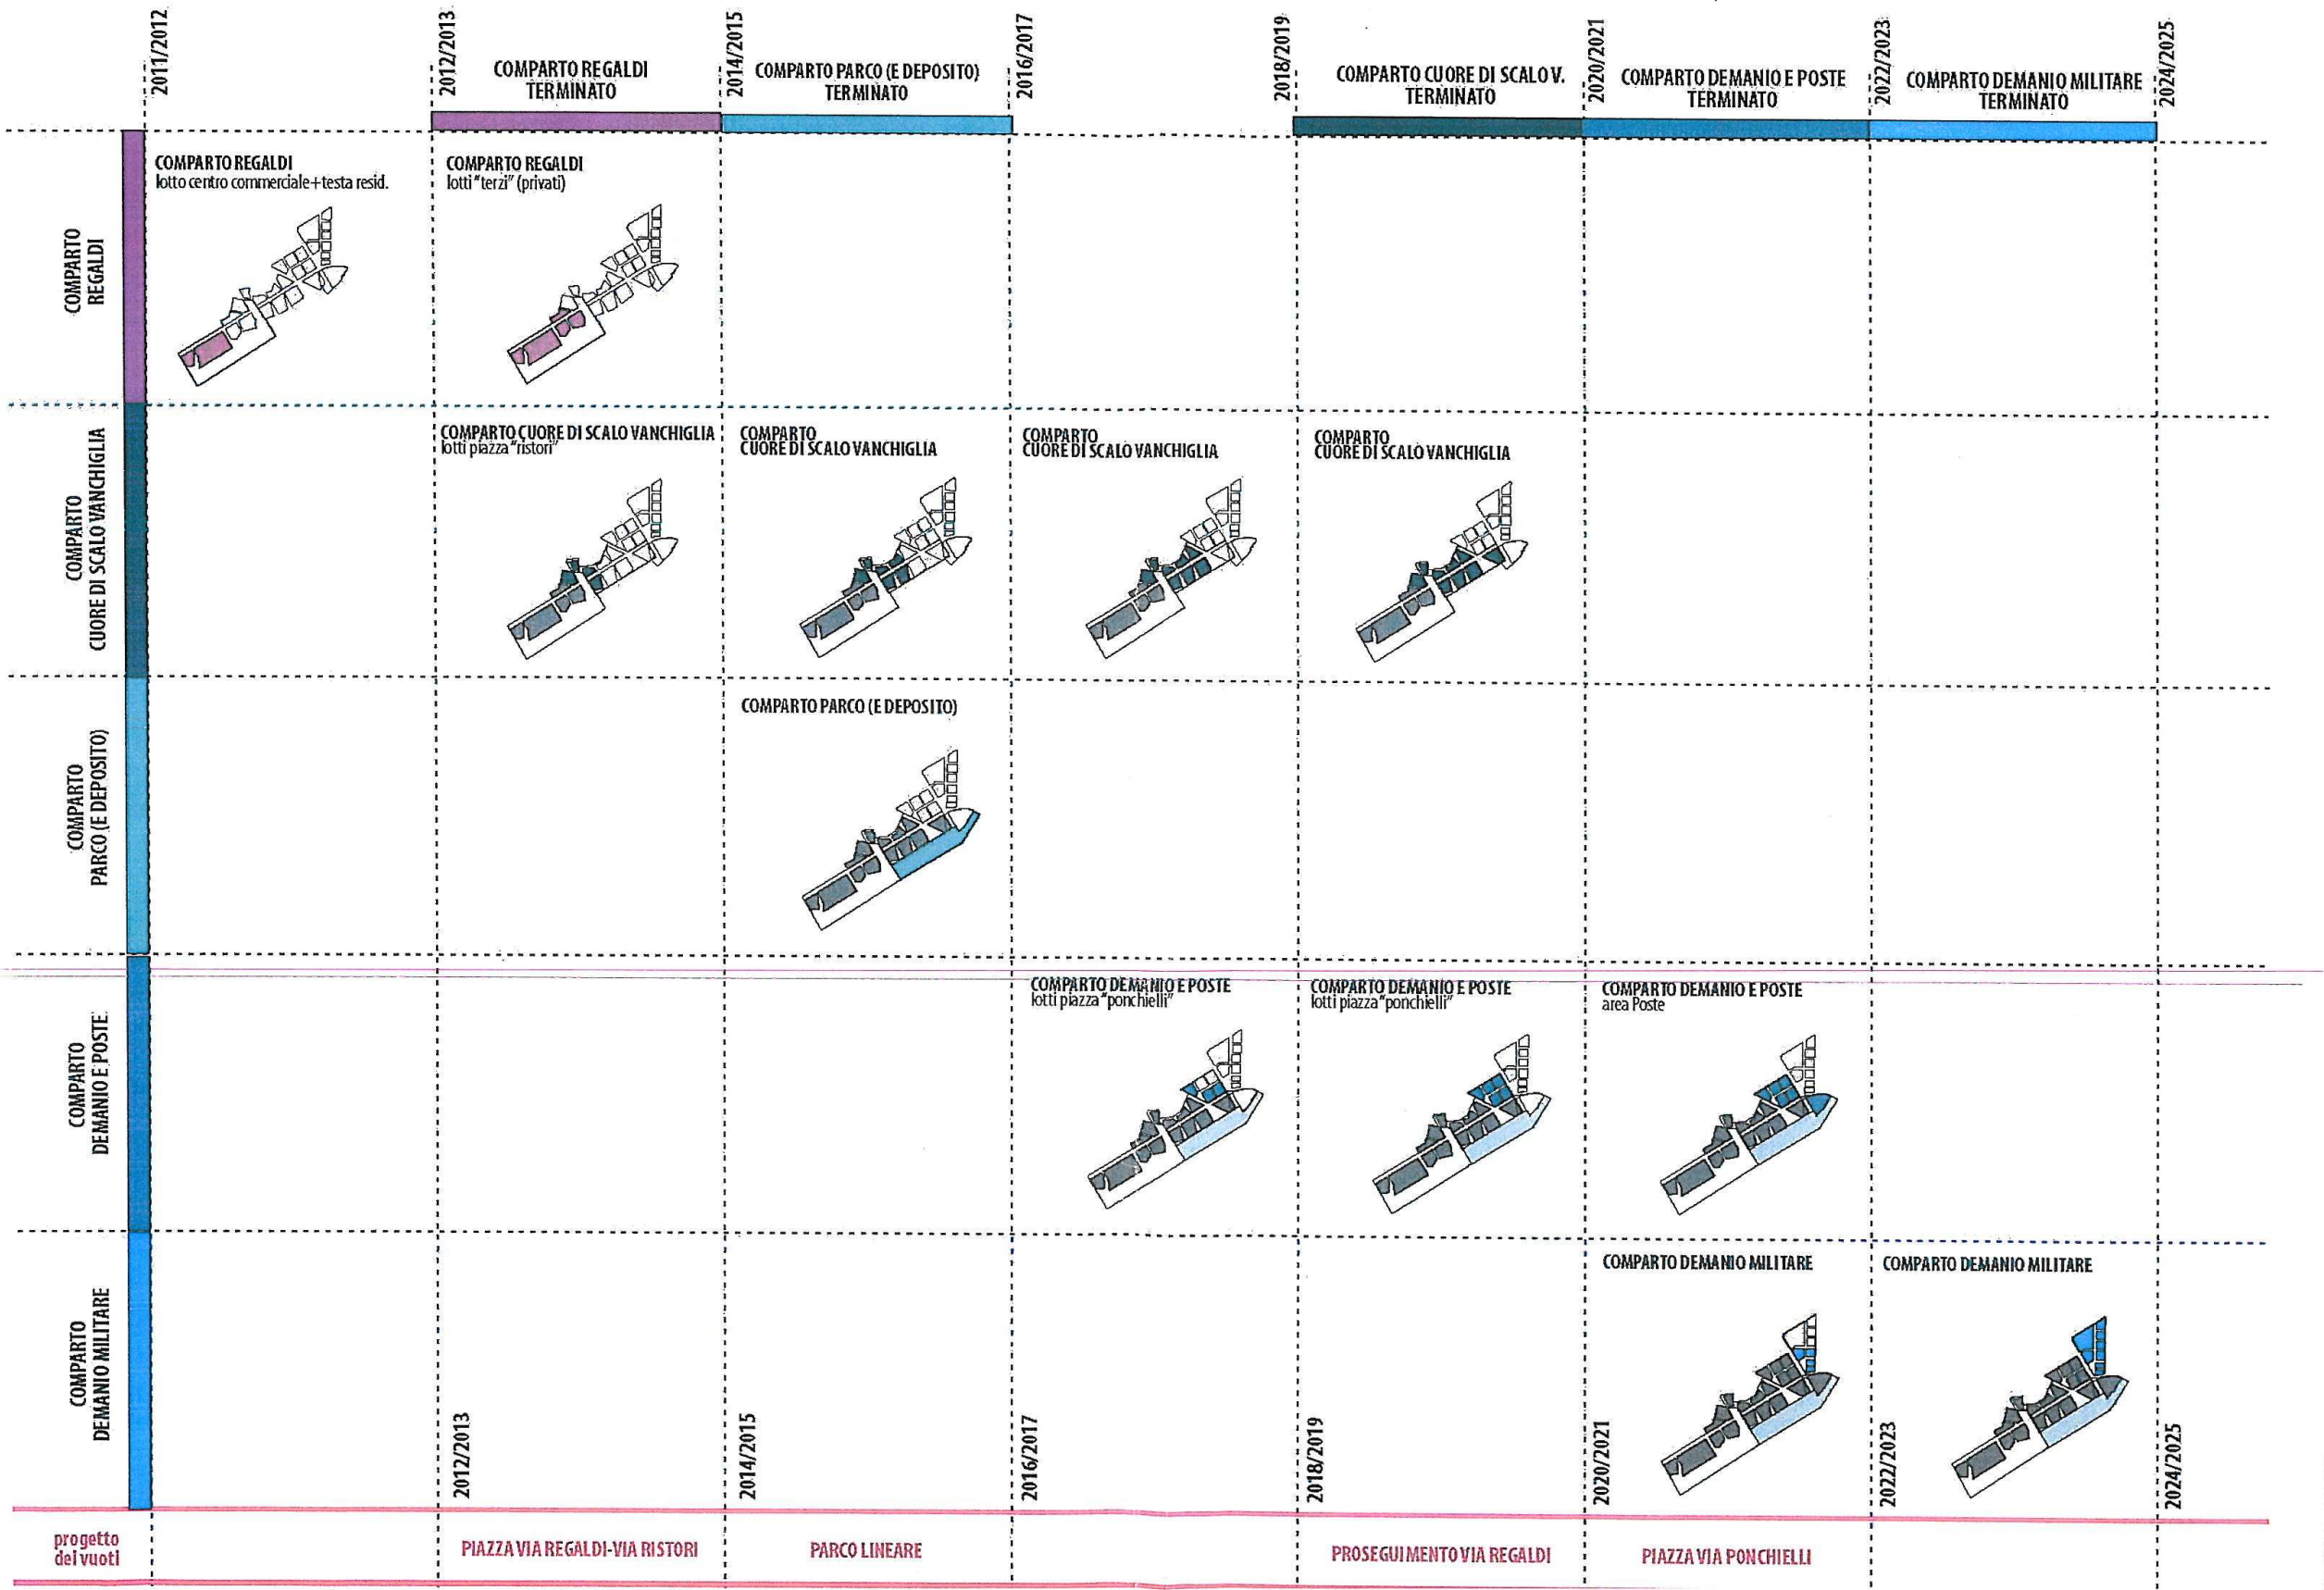 2011/2012
2012/2013
2014/2015
2016/2017
2018/2019
2020/2021
2022/2023
2024/2025
COMPARTO REGALDI
TERMINATO
COMPARTO PARCO (E DEPOSITO)
TERMINATO
COMPARTO CUORE DI SCALO V.
TERMINATO
COMPARTO DEMANIO E POSTE
TERMINATO
COMPARTO DEMANIO MILITARE
TERMINATO
COMPARTO
REGALDI
COMPARTO REGALDI
lotto centro commerciale+testa resid.
COMPARTO REGALDI
lotti "terzi" (privati)
COMPARTO
CUORE DI SCALO VANCHIGLIA
COMPARTO CUORE DI SCALO VANCHIGLIA
lotti piazza "ristori"
COMPARTO
CUORE DI SCALO VANCHIGLIA
COMPARTO
CUORE DI SCALO VANCHIGLIA
COMPARTO
CUORE DI SCALO VANCHIGLIA
COMPARTO
PARCO (E DEPOSITO)
COMPARTO PARCO (E DEPOSITO)
COMPARTO
DEMANIO E POSTE
COMPARTO DEMANIO E POSTE
lotti piazza "ponchielli"
COMPARTO DEMANIO E POSTE
lotti piazza "ponchielli"
COMPARTO DEMANIO E POSTE
area Poste
COMPARTO
DEMANIO MILITARE
COMPARTO DEMANIO MILITARE
COMPARTO DEMANIO MILITARE
2012/2013
2014/2015
2016/2017
2018/2019
2020/2021
2022/2023
2024/2025
progetto
dei vuoti
PIAZZA VIA REGALDI-VIA RISTORI
PARCO LINEARE
PROSEGUIMENTO VIA REGALDI
PIAZZA VIA PONCHIELLI